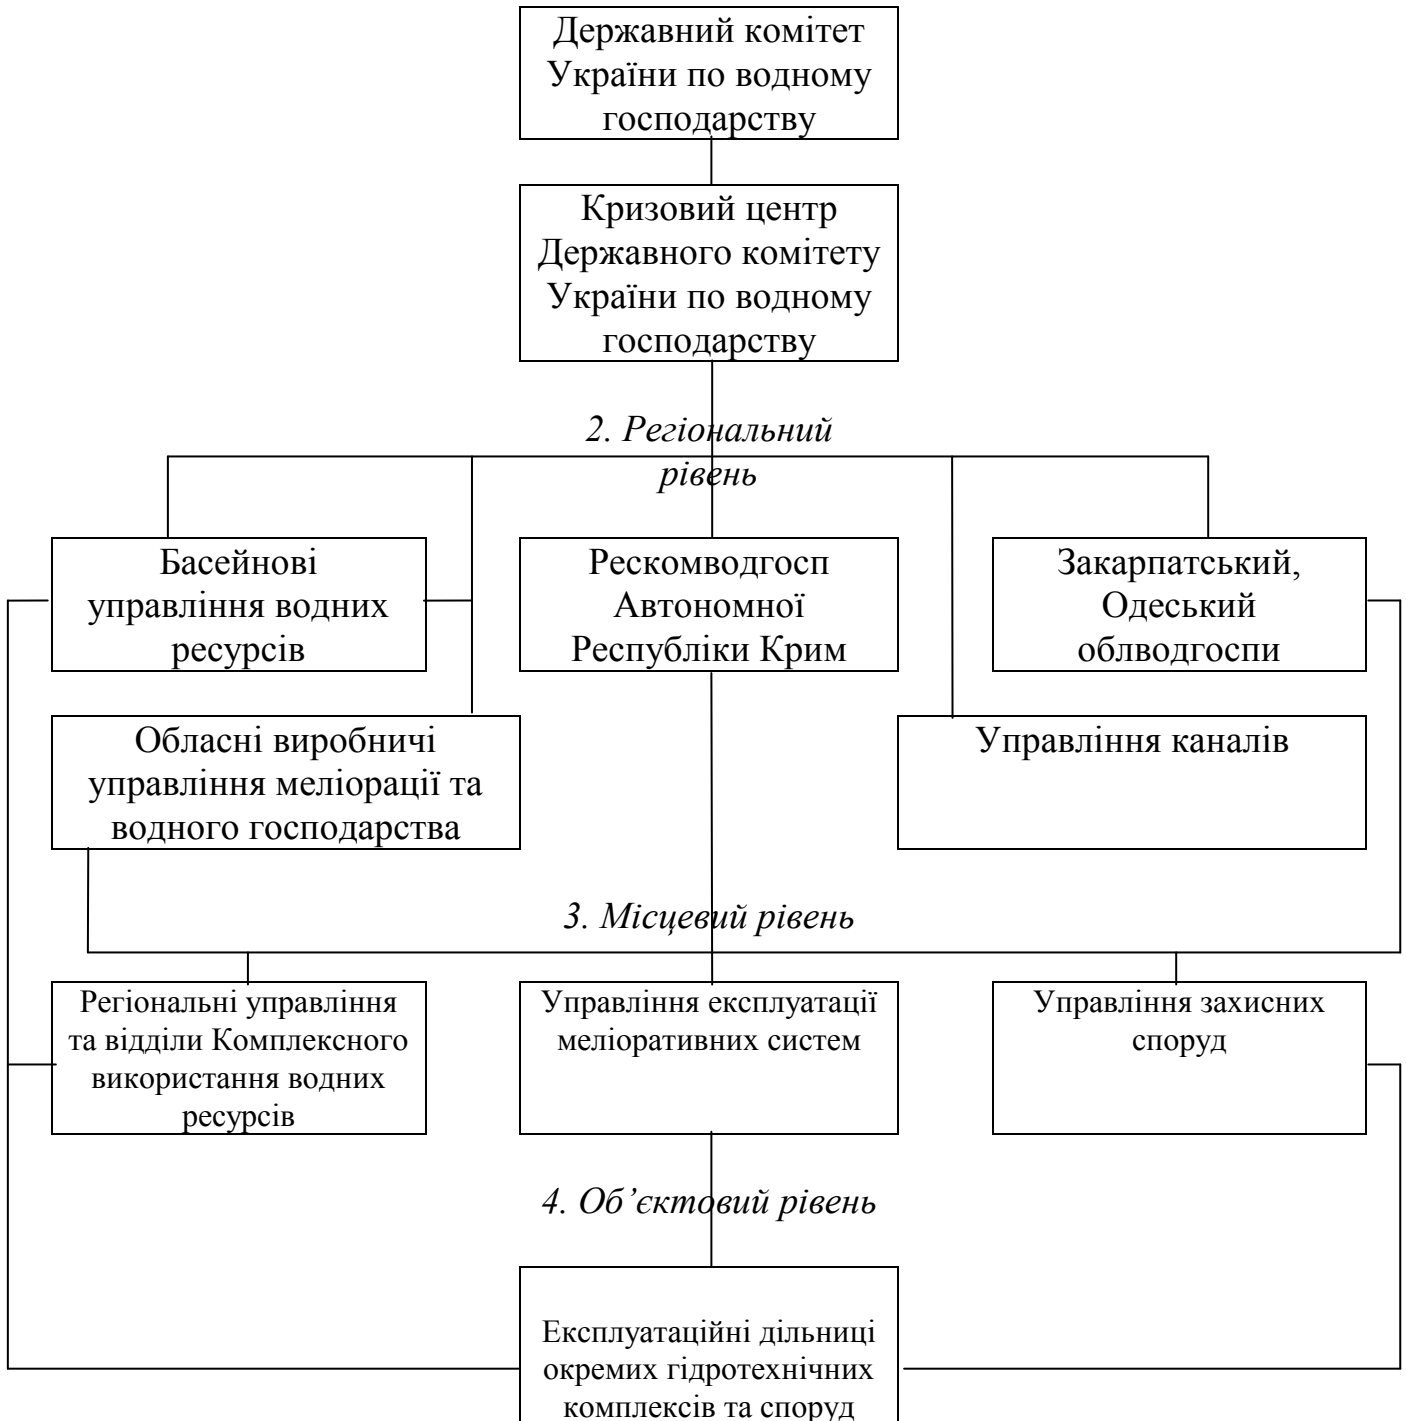 Державний комітет
України по водному
господарству
Кризовий центр
Державного комітету
України по водному
господарству
2. Регіональний
рівень
Басейнові
управління водних
ресурсів
Рескомводгосп
Автономної
Республіки Крим
Закарпатський,
Одеський
облводгоспи
Обласні виробничі
управління меліорації та
водного господарства
Управління каналів
3. Місцевий рівень
Регіональні управління
та відділи Комплексного
використання водних
ресурсів
Управління експлуатації
меліоративних систем
Управління захисних
споруд
4. Об’єктовий рівень
Експлуатаційні дільниці
окремих гідротехнічних
комплексів та споруд